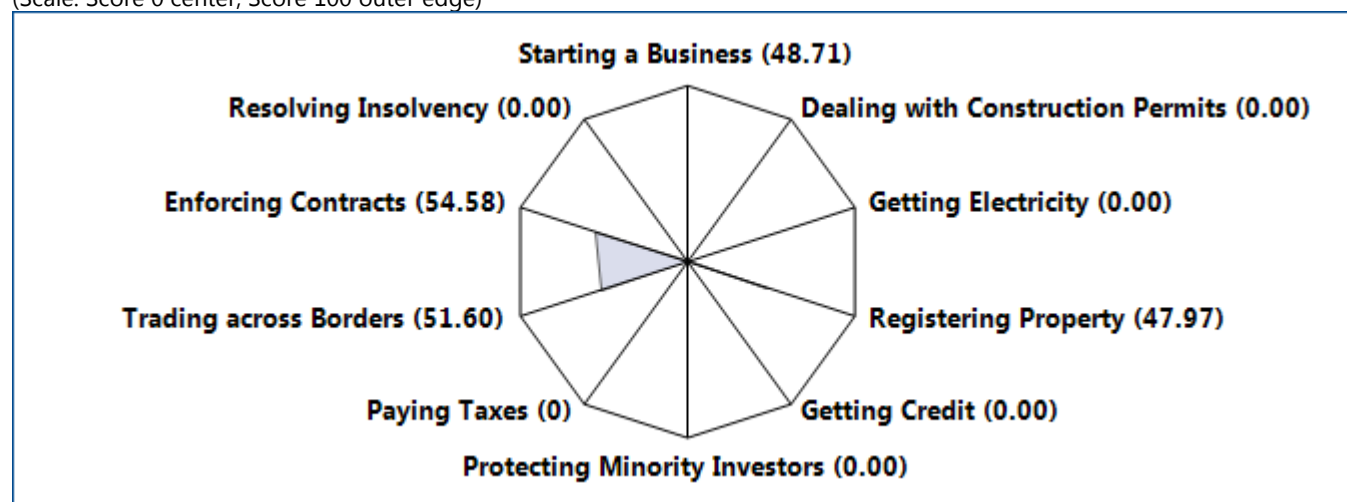 (Scale: Score 0 center, Score 100 outer edge)
Starting a Business (48.71)
Resolving Insolvency (0.00)
Dealing with Construction Permits (0.00)
Enforcing Contracts (54.58)
Getting Electricity (0.00)
Trading across Borders (51.60)
Registering Property (47.97)
Paying Taxes (0)
Getting Credit (0.00)
Protecting Minority Investors (0.00)